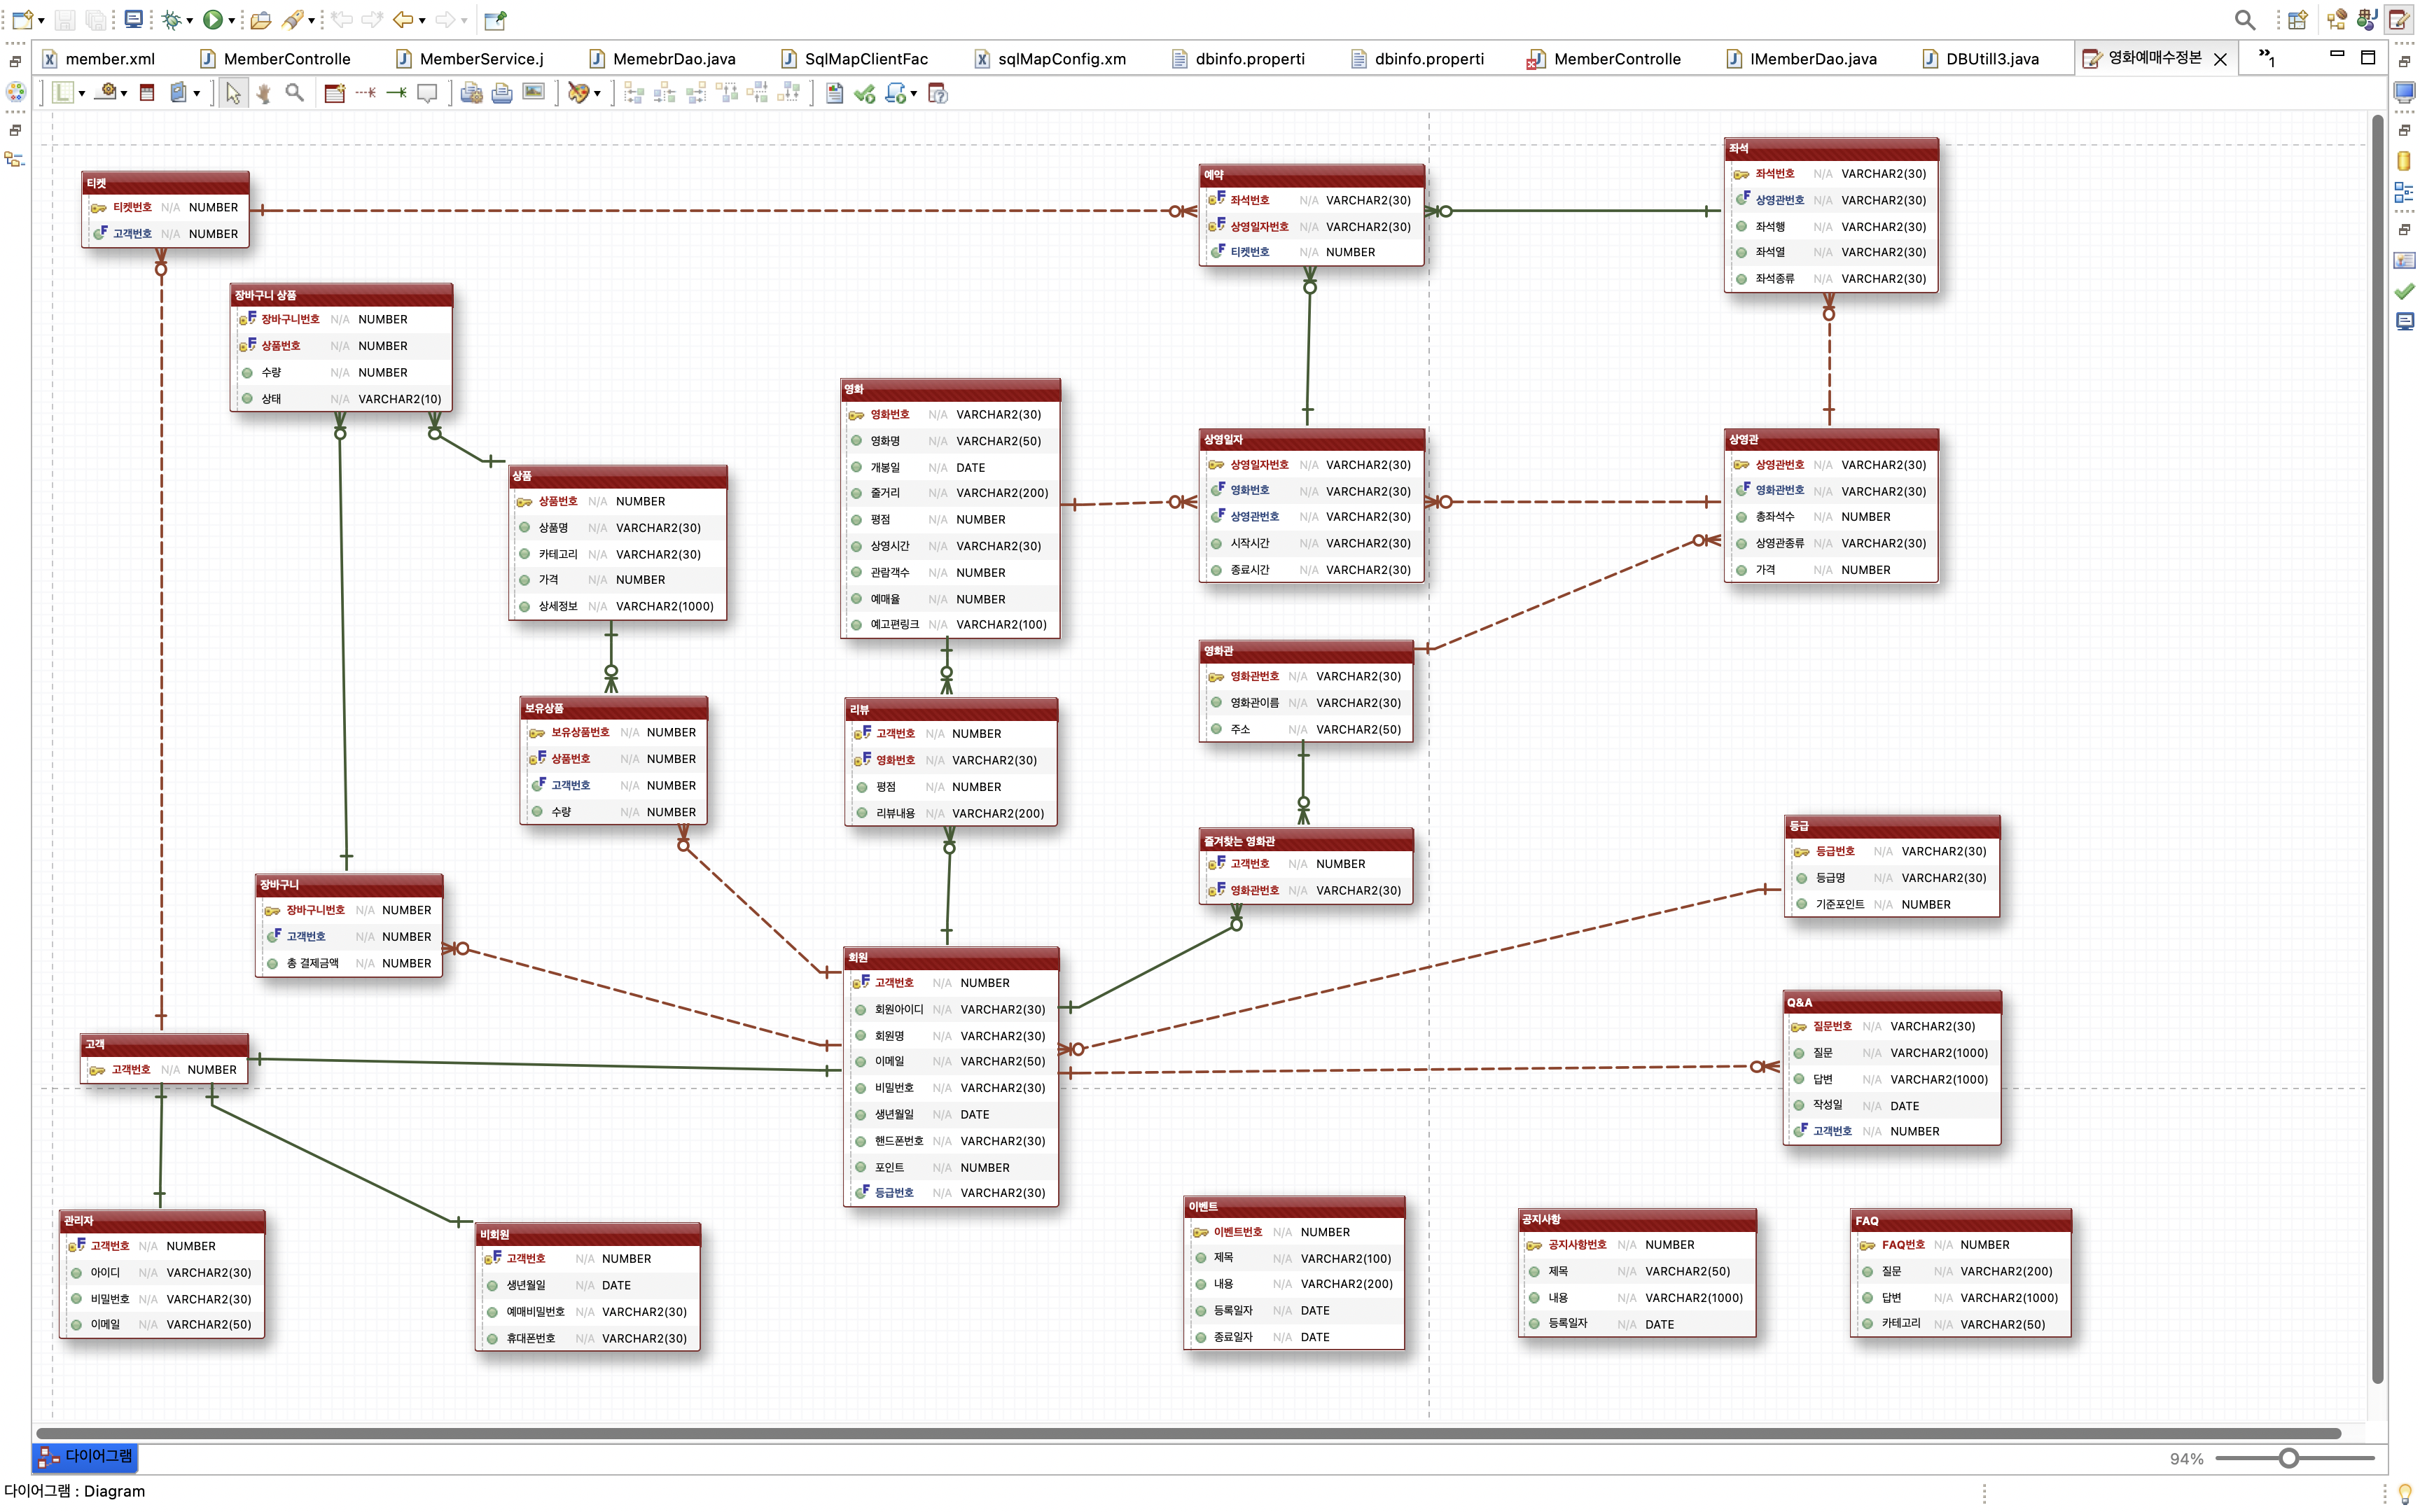 member.xml
MemberControlle
MemberService.j
MemebrDao.java
SqlMapClientFac
sqlMapConfig.xm
dbinfo.properti
dbinfo.properti
MemberControlle
IMemberDao.java
DBUtill3.java
영화예매수정본
»1
티켓
티켓번호 N/A NUMBER
고객번호 N/A NUMBER
예약
좌석번호 N/A VARCHAR2(30)
상영일자번호 N/A VARCHAR2(30)
티켓번호 N/A NUMBER
좌석
좌석번호 N/A VARCHAR2(30)
상영관번호 N/A VARCHAR2(30)
좌석행 N/A VARCHAR2(30)
좌석열 N/A VARCHAR2(30)
좌석종류 N/A VARCHAR2(30)
장바구니 상품
장바구니번호 N/A NUMBER
상품번호 N/A NUMBER
수량 N/A NUMBER
상태 N/A VARCHAR2(10)
영화
영화번호 N/A VARCHAR2(30)
영화명 N/A VARCHAR2(50)
개봉일 N/A DATE
줄거리 N/A VARCHAR2(200)
평점 N/A NUMBER
상영시간 N/A VARCHAR2(30)
관람객수 N/A NUMBER
예매율 N/A NUMBER
예고편링크 N/A VARCHAR2(100)
상영일자
상영일자번호 N/A VARCHAR2(30)
영화번호 N/A VARCHAR2(30)
상영관번호 N/A VARCHAR2(30)
시작시간 N/A VARCHAR2(30)
종료시간 N/A VARCHAR2(30)
상영관
상영관번호 N/A VARCHAR2(30)
영화관번호 N/A VARCHAR2(30)
총좌석수 N/A NUMBER
상영관종류 N/A VARCHAR2(30)
가격 N/A NUMBER
상품
상품번호 N/A NUMBER
상품명 N/A VARCHAR2(30)
카테고리 N/A VARCHAR2(30)
가격 N/A NUMBER
상세정보 N/A VARCHAR2(1000)
영화관
영화관번호 N/A VARCHAR2(30)
영화관이름 N/A VARCHAR2(30)
주소 N/A VARCHAR2(50)
보유상품
보유상품번호 N/A NUMBER
상품번호 N/A NUMBER
고객번호 N/A NUMBER
수량 N/A NUMBER
리뷰
고객번호 N/A NUMBER
영화번호 N/A VARCHAR2(30)
평점 N/A NUMBER
리뷰내용 N/A VARCHAR2(200)
즐겨찾는 영화관
고객번호 N/A NUMBER
영화관번호 N/A VARCHAR2(30)
등급
등급번호 N/A VARCHAR2(30)
등급명 N/A VARCHAR2(30)
기준포인트 N/A NUMBER
장바구니
장바구니번호 N/A NUMBER
고객번호 N/A NUMBER
총 결제금액 N/A NUMBER
회원
고객번호 N/A NUMBER
회원아이디 N/A VARCHAR2(30)
회원명 N/A VARCHAR2(30)
이메일 N/A VARCHAR2(50)
비밀번호 N/A VARCHAR2(30)
생년월일 N/A DATE
핸드폰번호 N/A VARCHAR2(30)
포인트 N/A NUMBER
등급번호 N/A VARCHAR2(30)
Q&A
질문번호 N/A VARCHAR2(30)
질문 N/A VARCHAR2(1000)
답변 N/A VARCHAR2(1000)
작성일 N/A DATE
고객번호 N/A NUMBER
고객
고객번호 N/A NUMBER
관리자
고객번호 N/A NUMBER
아이디 N/A VARCHAR2(30)
비밀번호 N/A VARCHAR2(30)
이메일 N/A VARCHAR2(50)
비회원
고객번호 N/A NUMBER
생년월일 N/A DATE
예매비밀번호 N/A VARCHAR2(30)
휴대폰번호 N/A VARCHAR2(30)
이벤트
이벤트번호 N/A NUMBER
제목 N/A VARCHAR2(100)
내용 N/A VARCHAR2(200)
등록일자 N/A DATE
종료일자 N/A DATE
공지사항
공지사항번호 N/A NUMBER
제목 N/A VARCHAR2(50)
내용 N/A VARCHAR2(1000)
등록일자 N/A DATE
FAQ
FAQ번호 N/A NUMBER
질문 N/A VARCHAR2(200)
답변 N/A VARCHAR2(1000)
카테고리 N/A VARCHAR2(50)
다이어그램
94%
다이어그램 : Diagram